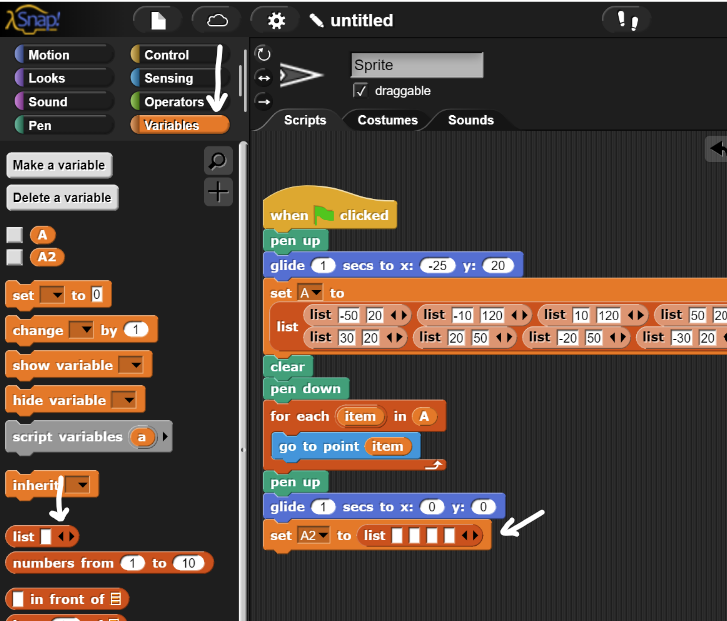 Snap!
untitled
Motion Control
Looks Sensing
Sound Operators
Pen Variables
Make a variable
Delete a variable
A
A2
set to 0
change by 1
show variable
hide variable
script variables a
inherit
list
numbers from 1 to 10
in front of
Sprite
draggable
Scripts Costumes Sounds
when clicked
pen up
glide 1 secs to x: -25 y: 20
set A to
list
list -50 20 list -10 120 list 10 120 list 50 20
list 30 20 list 20 50 list -20 50 list -30 20
clear
pen down
for each item in A
go to point item
pen up
glide 1 secs to x: 0 y: 0
set A2 to list